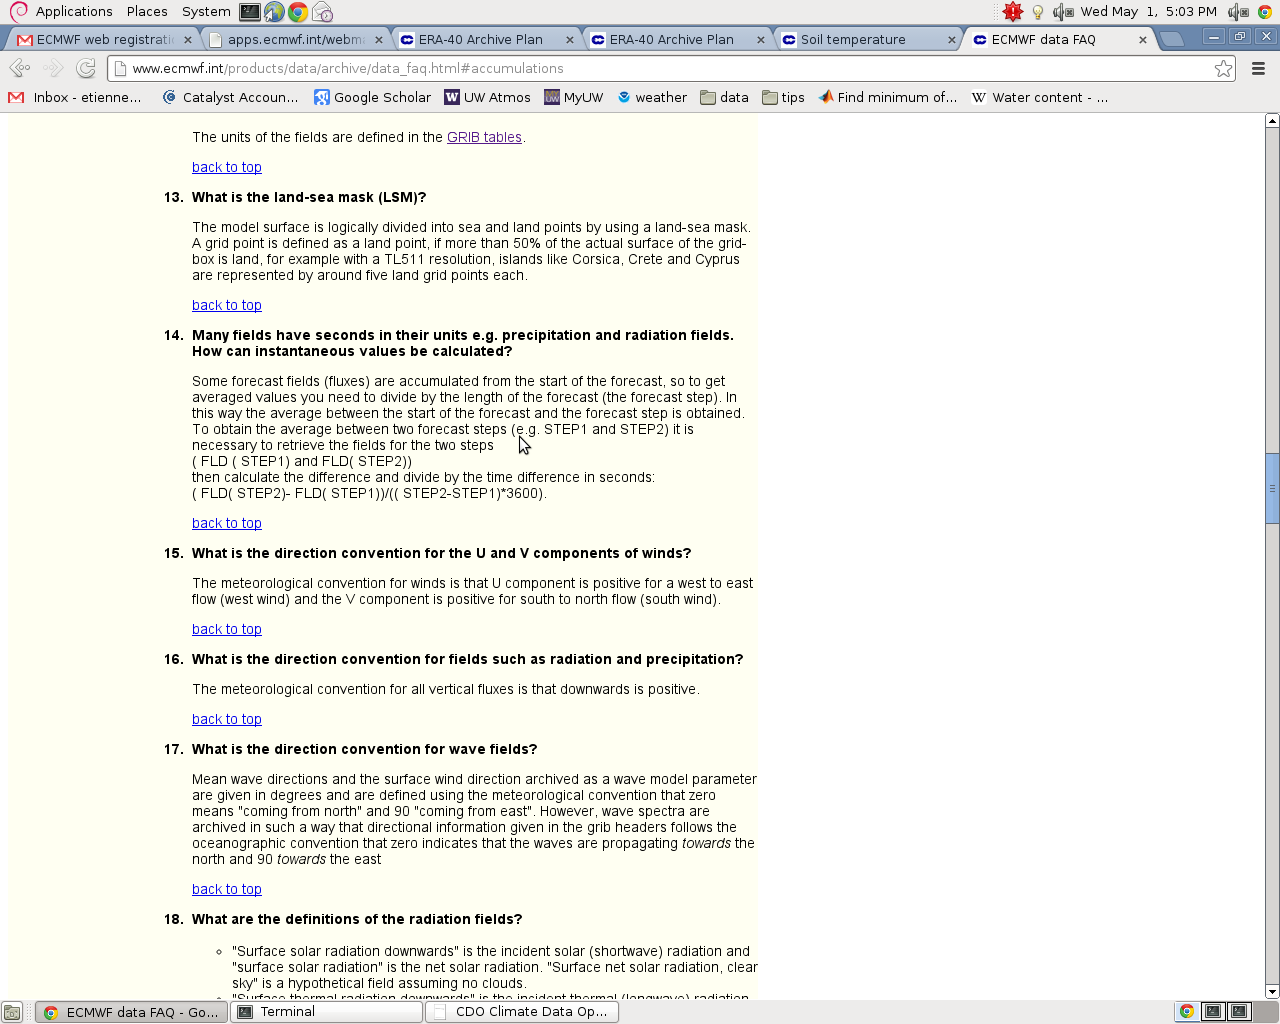 Applications Places System Wed May 1, 5:03 PM
ECMWF web registrati apps.ecmwf.int/webm ERA-40 Archive Plan ERA-40 Archive Plan Soil temperature ECMWF data FAQ
www.ecmwf.int/products/data/archive/data_faq.html#accumulations
Inbox - etienne... Catalyst Accoun... Google Scholar UW Atmos MyUW weather data tips Find minimum of... Water content - ...
The units of the fields are defined in the GRIB tables.
back to top
13. What is the land-sea mask (LSM)?
The model surface is logically divided into sea and land points by using a land-sea mask.
A grid point is defined as a land point, if more than 50% of the actual surface of the grid-
box is land, for example with a TL511 resolution, islands like Corsica, Crete and Cyprus
are represented by around five land grid points each.
back to top
14. Many fields have seconds in their units e.g. precipitation and radiation fields.
How can instantaneous values be calculated?
Some forecast fields (fluxes) are accumulated from the start of the forecast, so to get
averaged values you need to divide by the length of the forecast (the forecast step). In
this way the average between the start of the forecast and the forecast step is obtained.
To obtain the average between two forecast steps (e.g. STEP1 and STEP2) it is
necessary to retrieve the fields for the two steps
( FLD ( STEP1) and FLD( STEP2))
then calculate the difference and divide by the time difference in seconds:
( FLD( STEP2)- FLD( STEP1))/(( STEP2-STEP1)*3600).
back to top
15. What is the direction convention for the U and V components of winds?
The meteorological convention for winds is that U component is positive for a west to east
flow (west wind) and the V component is positive for south to north flow (south wind).
back to top
16. What is the direction convention for fields such as radiation and precipitation?
The meteorological convention for all vertical fluxes is that downwards is positive.
back to top
17. What is the direction convention for wave fields?
Mean wave directions and the surface wind direction archived as a wave model parameter
are given in degrees and are defined using the meteorological convention that zero
means "coming from north" and 90 "coming from east". However, wave spectra are
archived in such a way that directional information given in the grib headers follows the
oceanographic convention that zero indicates that the waves are propagating towards the
north and 90 towards the east
back to top
18. What are the definitions of the radiation fields?
"Surface solar radiation downwards" is the incident solar (shortwave) radiation and
"surface solar radiation" is the net solar radiation. "Surface net solar radiation, clear
sky" is a hypothetical field assuming no clouds.
"Surface thermal radiation downwards" is the incident thermal (longwave) radiation
ECMWF data FAQ - Go... Terminal CDO Climate Data Op...